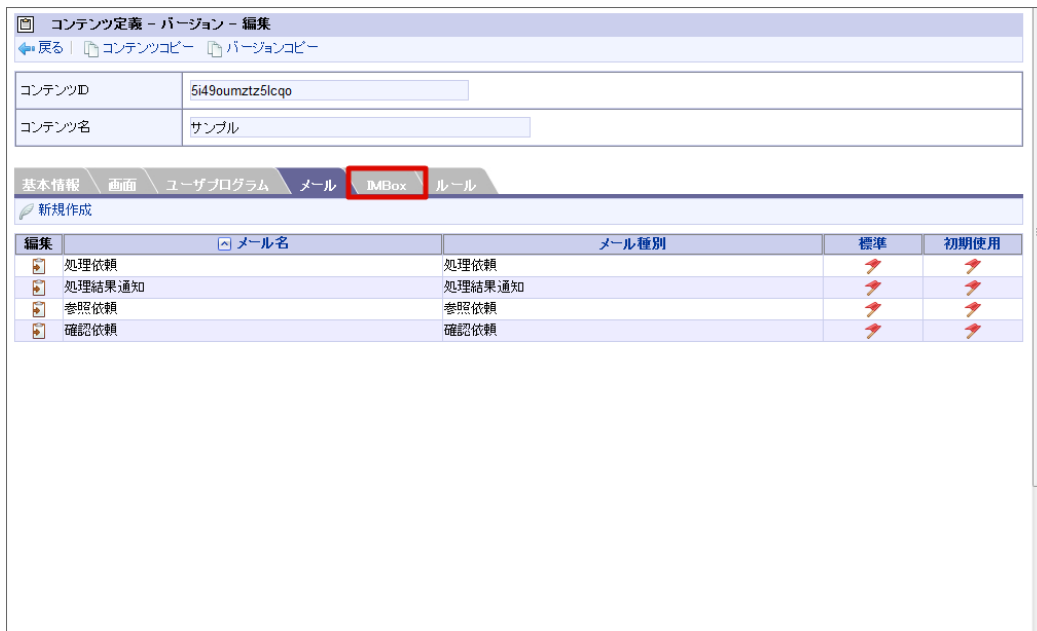 コンテンツ定義 - バージョン - 編集
戻る | コンテンツコピー バージョンコピー
コンテンツID 5i49oumztz5lcqo
コンテンツ名 サンプル
基本情報 画面 ユーザプログラム メール IMBox ルール
新規作成
編集 メール名 メール種別 標準 初期使用
処理依頼 処理依頼
処理結果通知 処理結果通知
参照依頼 参照依頼
確認依頼 確認依頼